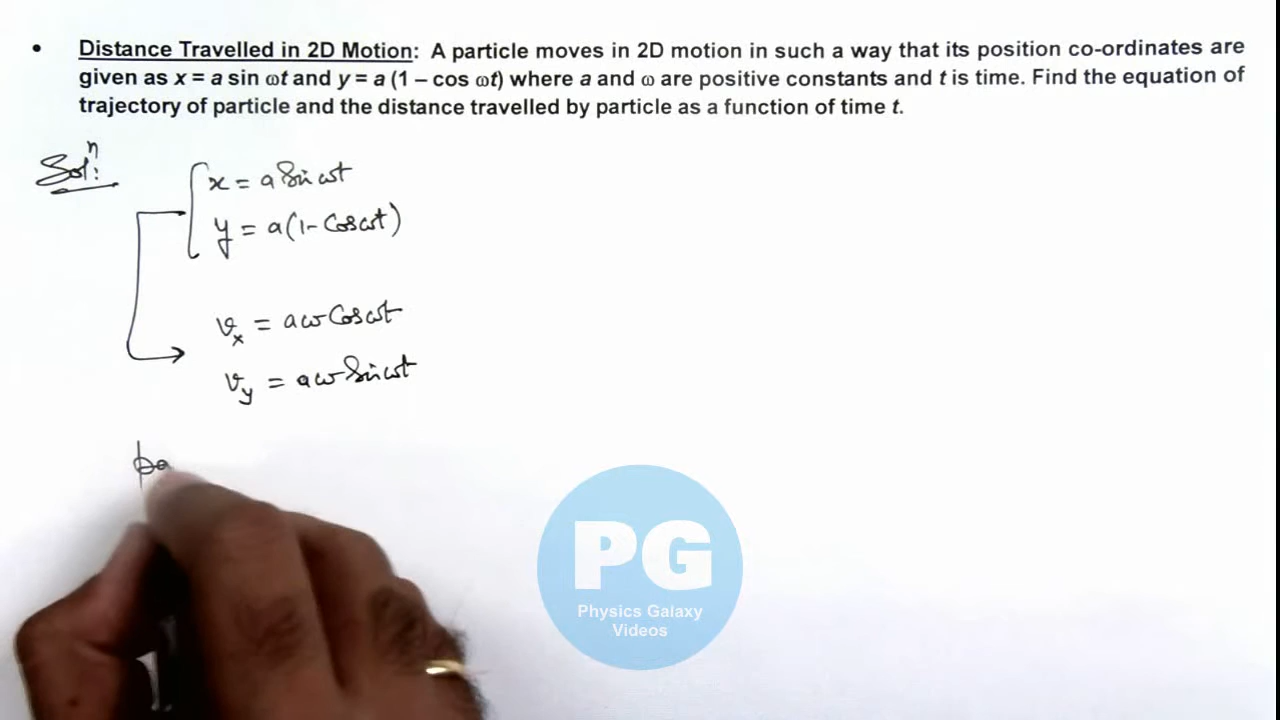 • Distance Travelled in 2D Motion: A particle moves in 2D motion in such a way that its position co-ordinates are
given as x = a sin ωt and y = a (1 – cos ωt) where a and ω are positive constants and t is time. Find the equation of
trajectory of particle and the distance travelled by particle as a function of time t.
Solⁿ:
x = a Sin ωt
y = a(1- Cos ωt)
vₓ = aω Cos ωt
v_y = aω Sin ωt
PG
Physics Galaxy
Videos